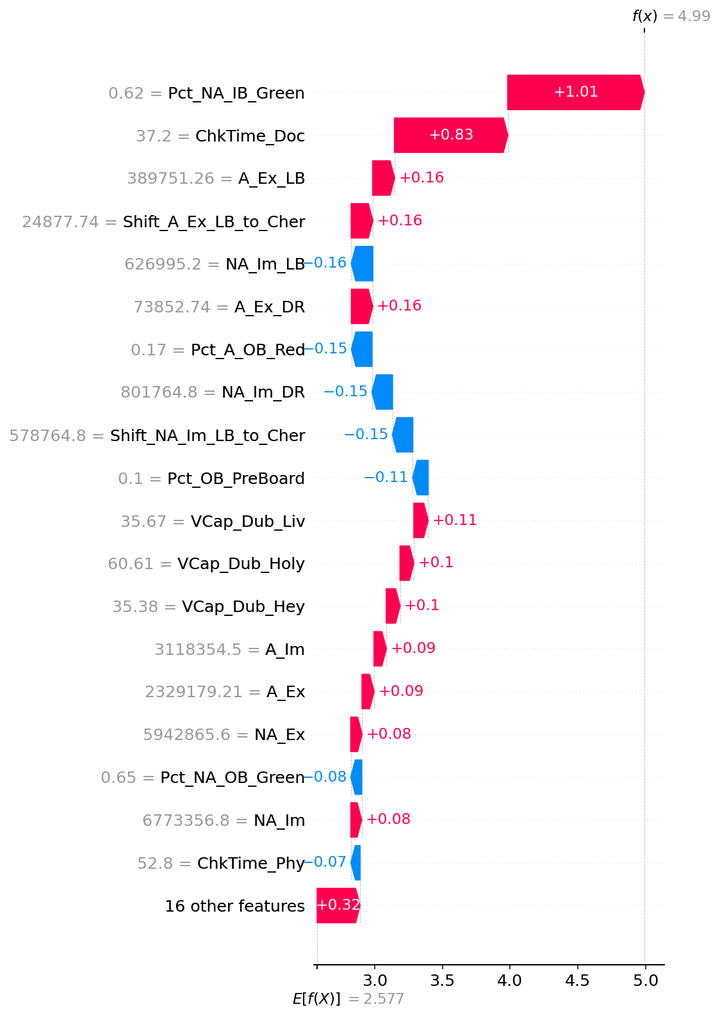 f(x) = 4.99
0.62 = Pct_NA_IB_Green +1.01
37.2 = ChkTime_Doc +0.83
389751.26 = A_Ex_LB +0.16
24877.74 = Shift_A_Ex_LB_to_Cher +0.16
626995.2 = NA_Im_LB −0.16
73852.74 = A_Ex_DR +0.16
0.17 = Pct_A_OB_Red −0.15
801764.8 = NA_Im_DR −0.15
578764.8 = Shift_NA_Im_LB_to_Cher −0.15
0.1 = Pct_OB_PreBoard −0.11
35.67 = VCap_Dub_Liv +0.11
60.61 = VCap_Dub_Holy +0.1
35.38 = VCap_Dub_Hey +0.1
3118354.5 = A_Im +0.09
2329179.21 = A_Ex +0.09
5942865.6 = NA_Ex +0.08
0.65 = Pct_NA_OB_Green −0.08
6773356.8 = NA_Im +0.08
52.8 = ChkTime_Phy −0.07
16 other features +0.32
3.0 3.5 4.0 4.5 5.0
E[f(X)] = 2.577